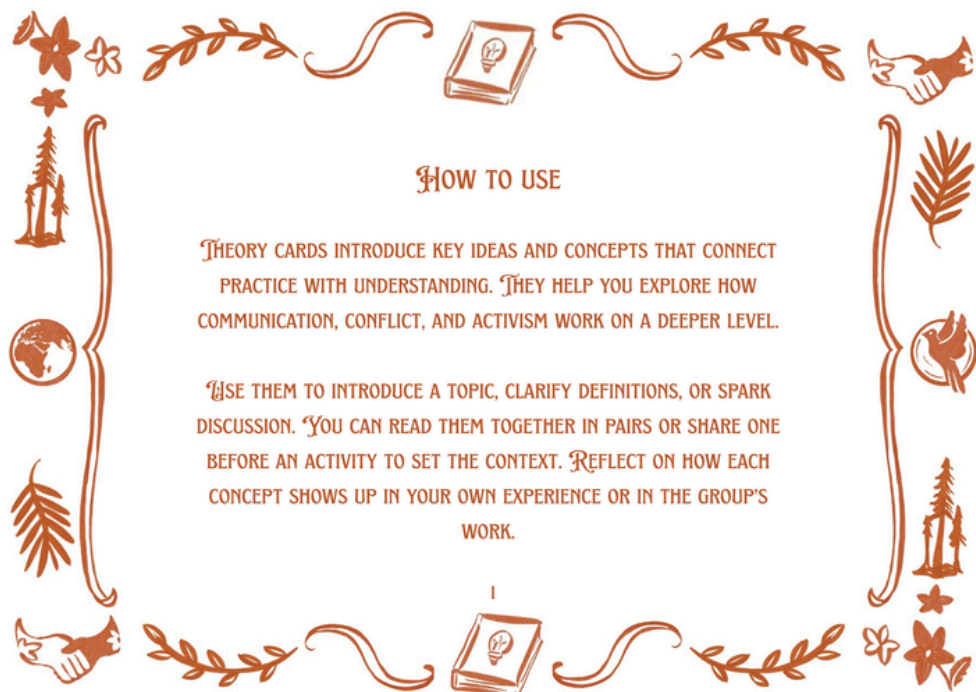 How to use
Theory cards introduce key ideas and concepts that connect
practice with understanding. They help you explore how
communication, conflict, and activism work on a deeper level.
Use them to introduce a topic, clarify definitions, or spark
discussion. You can read them together in pairs or share one
before an activity to set the context. Reflect on how each
concept shows up in your own experience or in the group's
work.
1